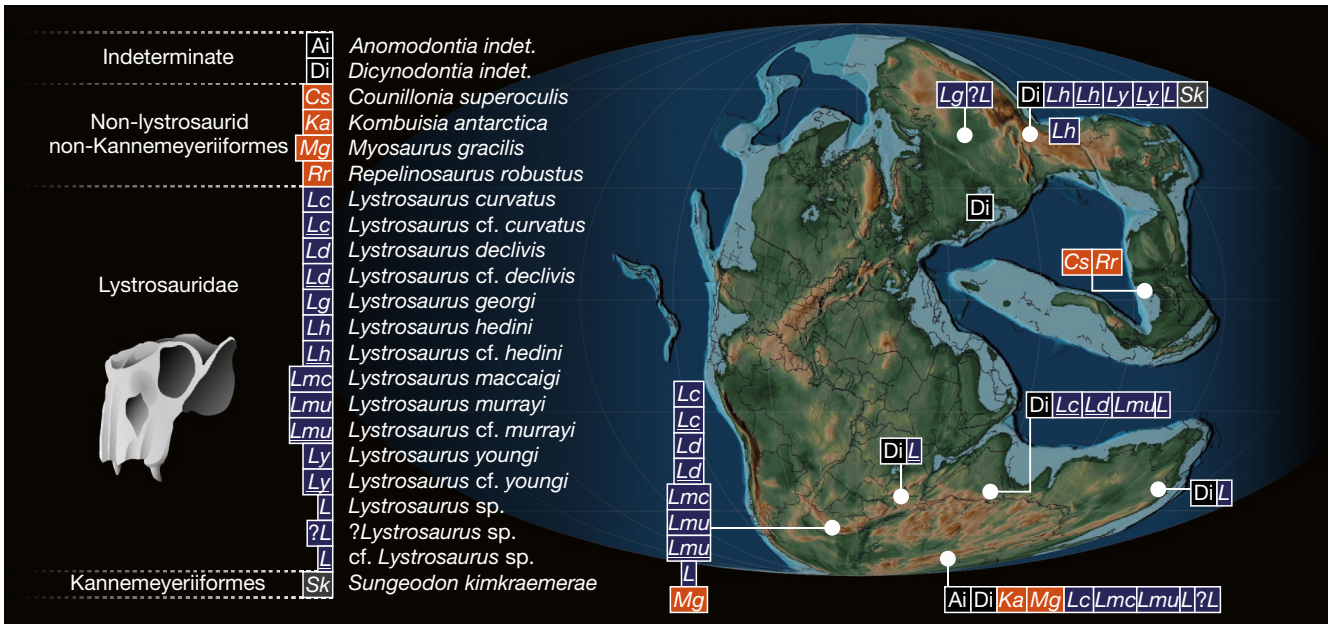 Indeterminate
Ai Anomodontia indet.
Di Dicynodontia indet.
Non-lystrosaurid
non-Kannemeyeriiformes
Cs Counillonia superoculis
Ka Kombuisia antarctica
Mg Myosaurus gracilis
Rr Repelinosaurus robustus
Lystrosauridae
Lc Lystrosaurus curvatus
Lc Lystrosaurus cf. curvatus
Ld Lystrosaurus declivis
Ld Lystrosaurus cf. declivis
Lg Lystrosaurus georgi
Lh Lystrosaurus hedini
Lh Lystrosaurus cf. hedini
Lmc Lystrosaurus maccaigi
Lmu Lystrosaurus murrayi
Lmu Lystrosaurus cf. murrayi
Ly Lystrosaurus youngi
Ly Lystrosaurus cf. youngi
L Lystrosaurus sp.
?L ?Lystrosaurus sp.
L cf. Lystrosaurus sp.
Kannemeyeriiformes
Sk Sungeodon kimkraemerae
Lg ?L
Di Lh Lh Ly Ly L Sk
Lh
Di
Cs Rr
Lc
Lc
Ld
Ld
Lmc
Lmu
Lmu
L
Mg
Di L
Di Lc Ld Lmu L
Di L
Ai Di Ka Mg Lc Lmc Lmu L ?L